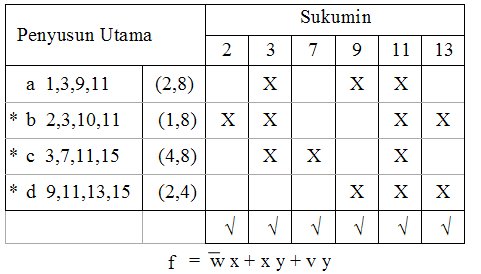 Penyusun Utama Sukumin
2 3 7 9 11 13
a 1,3,9,11 (2,8) X X X
* b 2,3,10,11 (1,8) X X X X
* c 3,7,11,15 (4,8) X X X
* d 9,11,13,15 (2,4) X X X
√ √ √ √ √ √
f = w̅ x + x y + v y